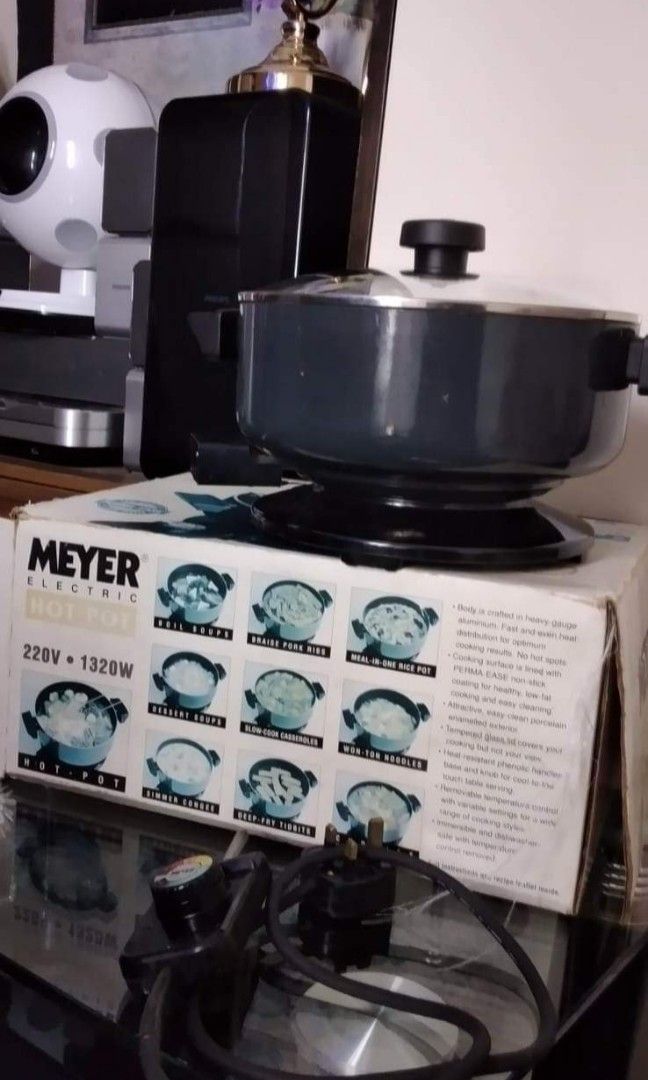 MEYER®
ELECTRIC
HOT POT
220V • 1320W
HOT-POT
BOIL SOUPS
BRAISE PORK RIBS
MEAL-IN-ONE RICE POT
DESSERT SOUPS
SLOW-COOK CASSEROLES
WON-TON NOODLES
SIMMER CONGEE
DEEP-FRY TIDBITS
• Body is crafted in heavy gauge
aluminum. Fast and even heat
distribution for optimum
cooking results. No hot spots.
• Cooking surface is lined with
PERMA-EASE non-stick
coating for healthy, low-fat
cooking and easy cleaning.
• Attractive, easy-clean porcelain
enamelled exterior.
• Tempered glass lid covers your
cooking but not your view.
• Heat-resistant phenolic handles,
base and knob for cool-to-the
touch table serving.
• Removable temperature control
with variable settings for a wide
range of cooking styles.
• Immersible and dishwasher-
safe with temperature
control removed.
instructions and recipe booklet inside.